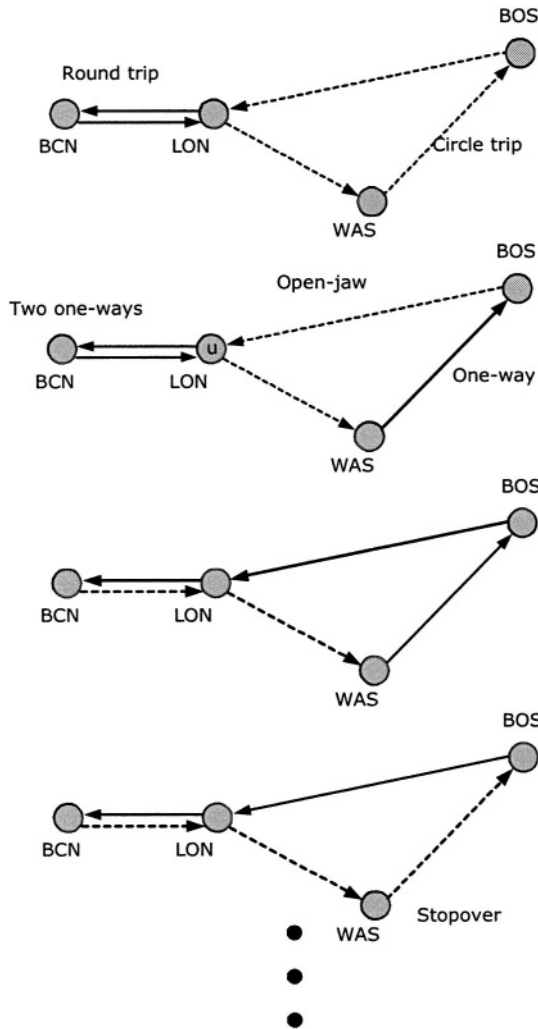 BOS
Round trip
BCN
LON
Circle trip
WAS
BOS
Open-jaw
Two one-ways
u
BCN
LON
One-way
WAS
BOS
BCN
LON
WAS
BOS
BCN
LON
WAS
Stopover